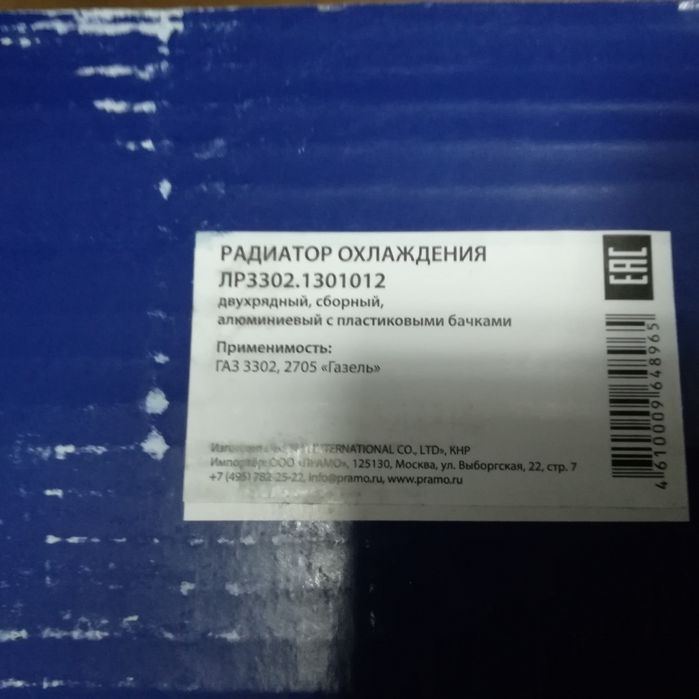 РАДИАТОР ОХЛАЖДЕНИЯ
ЛР3302.1301012
двухрядный, сборный,
алюминиевый с пластиковыми бачками
Применимость:
ГАЗ 3302, 2705 «Газель»
INTERNATIONAL CO., LTD», КНР
Импортёр: ООО «ПРАМО», 125130, Москва, ул. Выборгская, 22, стр. 7
+7 (495) 782-25-22, info@pramo.ru, www.pramo.ru
EAC
4610009648965